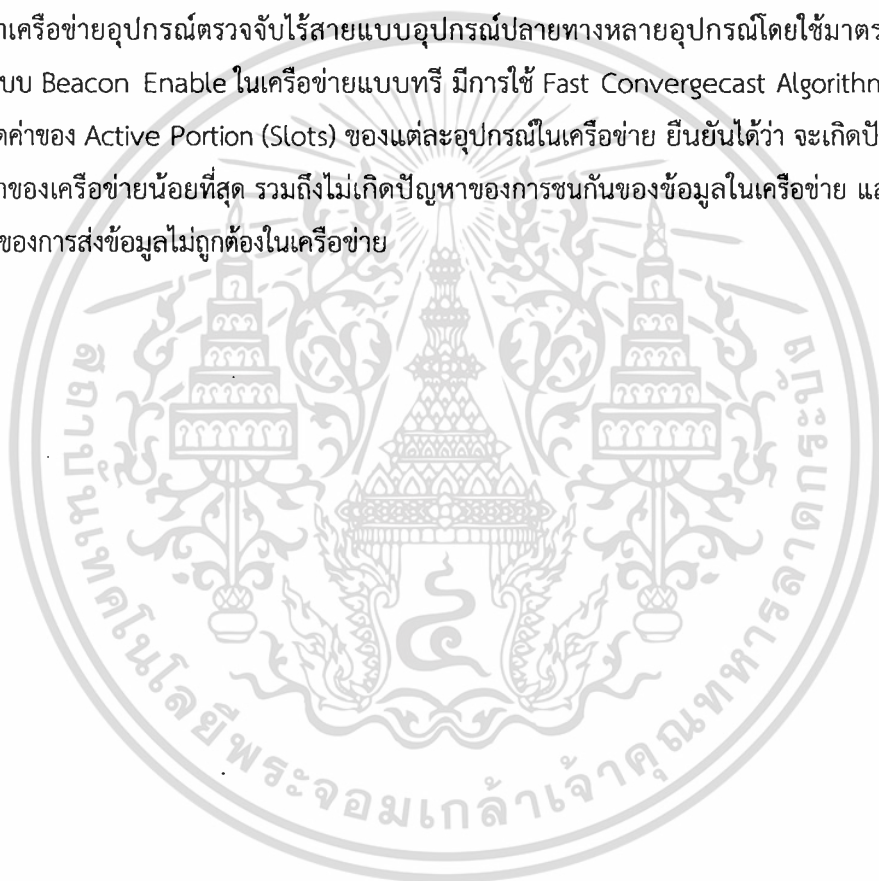 าเครือข่ายอุปกรณ์ตรวจจับไร้สายแบบอุปกรณ์ปลายทางหลายอุปกรณ์โดยใช้มาตร
บบ Beacon Enable ในเครือข่ายแบบทรี มีการใช้ Fast Convergecast Algorithm
ดค่าของ Active Portion (Slots) ของแต่ละอุปกรณ์ในเครือข่าย ยืนยันได้ว่า จะเกิดปั
าของเครือข่ายน้อยที่สุด รวมถึงไม่เกิดปัญหาของการชนกันของข้อมูลในเครือข่าย แล
ของการส่งข้อมูลไม่ถูกต้องในเครือข่าย
สถาบันเทคโนโลยีพระจอมเกล้าเจ้าคุณทหารลาดกระบัง